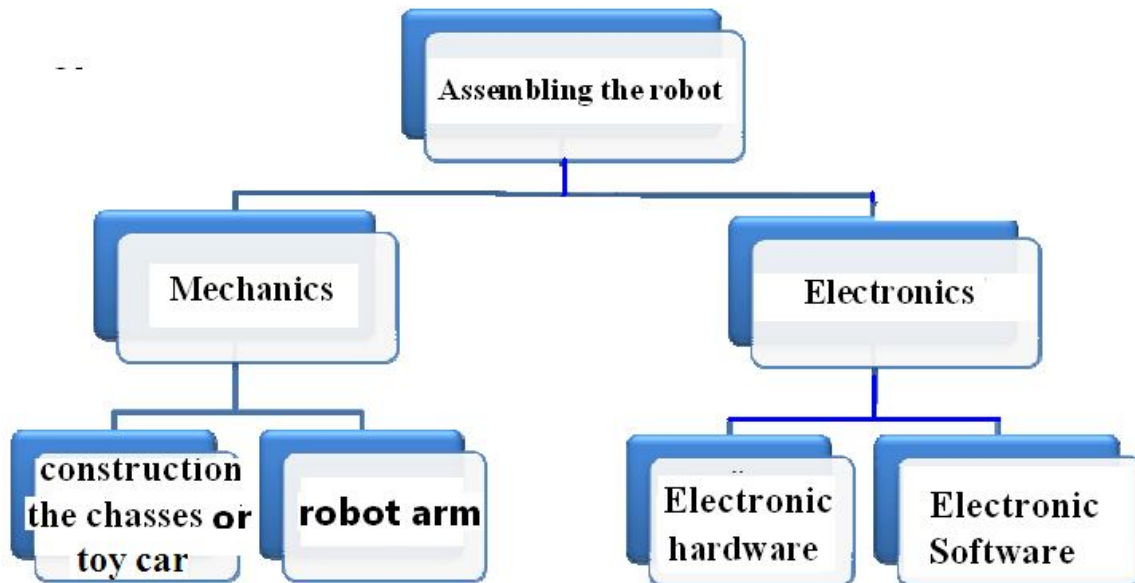 Assembling the robot
Mechanics
Electronics
construction
the chasses or
toy car
robot arm
Electronic
hardware
Electronic
Software